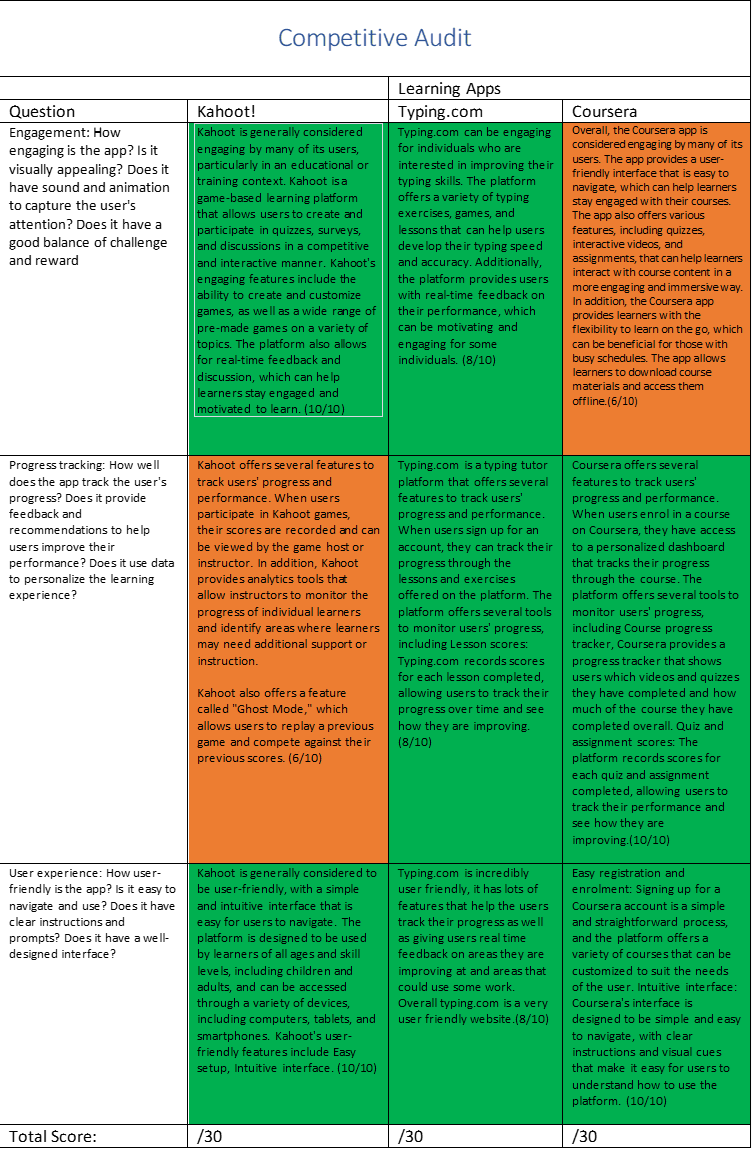 Competitive Audit
Learning Apps
Question
Kahoot!
Typing.com
Coursera
Engagement: How
engaging is the app? Is it
visually appealing? Does it
have sound and animation
to capture the user's
attention? Does it have a
good balance of challenge
and reward
Kahoot is generally considered
engaging by many of its users,
particularly in an educational or
training context. Kahoot is a
game-based learning platform
that allows users to create and
participate in quizzes, surveys,
and discussions in a competitive
and interactive manner. Kahoot's
engaging features include the
ability to create and customize
games, as well as a wide range of
pre-made games on a variety of
topics. The platform also allows
for real-time feedback and
discussion, which can help
learners stay engaged and
motivated to learn. (10/10)
Typing.com can be engaging
for individuals who are
interested in improving their
typing skills. The platform
offers a variety of typing
exercises, games, and
lessons that can help users
develop their typing speed
and accuracy. Additionally,
the platform provides users
with real-time feedback on
their performance, which
can be motivating and
engaging for some
individuals. (8/10)
Overall, the Coursera app is
considered engaging by many of its
users. The app provides a user-
friendly interface that is easy to
navigate, which can help learners
stay engaged with their courses.
The app also offers various
features, including quizzes,
interactive videos, and
assignments, that can help learners
interact with course content in a
more engaging and immersive way.
In addition, the Coursera app
provides learners with the
flexibility to learn on the go, which
can be beneficial for those with
busy schedules. The app allows
learners to download course
materials and access them
offline.(6/10)
Progress tracking: How well
does the app track the user's
progress? Does it provide
feedback and
recommendations to help
users improve their
performance? Does it use data
to personalize the learning
experience?
Kahoot offers several features to
track users' progress and
performance. When users
participate in Kahoot games,
their scores are recorded and can
be viewed by the game host or
instructor. In addition, Kahoot
provides analytics tools that
allow instructors to monitor the
progress of individual learners
and identify areas where learners
may need additional support or
instruction.
Kahoot also offers a feature
called "Ghost Mode," which
allows users to replay a previous
game and compete against their
previous scores. (6/10)
Typing.com is a typing tutor
platform that offers several
features to track users'
progress and performance.
When users sign up for an
account, they can track their
progress through the
lessons and exercises
offered on the platform. The
platform offers several tools
to monitor users' progress,
including Lesson scores:
Typing.com records scores
for each lesson completed,
allowing users to track their
progress over time and see
how they are improving.
(8/10)
Coursera offers several
features to track users'
progress and performance.
When users enrol in a course
on Coursera, they have access
to a personalized dashboard
that tracks their progress
through the course. The
platform offers several tools to
monitor users' progress,
including Course progress
tracker, Coursera provides a
progress tracker that shows
users which videos and quizzes
they have completed and how
much of the course they have
completed overall. Quiz and
assignment scores: The
platform records scores for
each quiz and assignment
completed, allowing users to
track their performance and
see how they are
improving.(10/10)
User experience: How user-
friendly is the app? Is it easy to
navigate and use? Does it have
clear instructions and
prompts? Does it have a well-
designed interface?
Kahoot is generally considered to
be user-friendly, with a simple
and intuitive interface that is
easy for users to navigate. The
platform is designed to be used
by learners of all ages and skill
levels, including children and
adults, and can be accessed
through a variety of devices,
including computers, tablets, and
smartphones. Kahoot's user-
friendly features include Easy
setup, Intuitive interface. (10/10)
Typing.com is incredibly
user friendly, it has lots of
features that help the users
track their progress as well
as giving users real time
feedback on areas they are
improving at and areas that
could use some work.
Overall typing.com is a very
user friendly website.(8/10)
Easy registration and
enrolment: Signing up for a
Coursera account is a simple
and straightforward process,
and the platform offers a
variety of courses that can be
customized to suit the needs
of the user. Intuitive interface:
Coursera's interface is
designed to be simple and easy
to navigate, with clear
instructions and visual cues
that make it easy for users to
understand how to use the
platform. (10/10)
Total Score:
/30
/30
/30